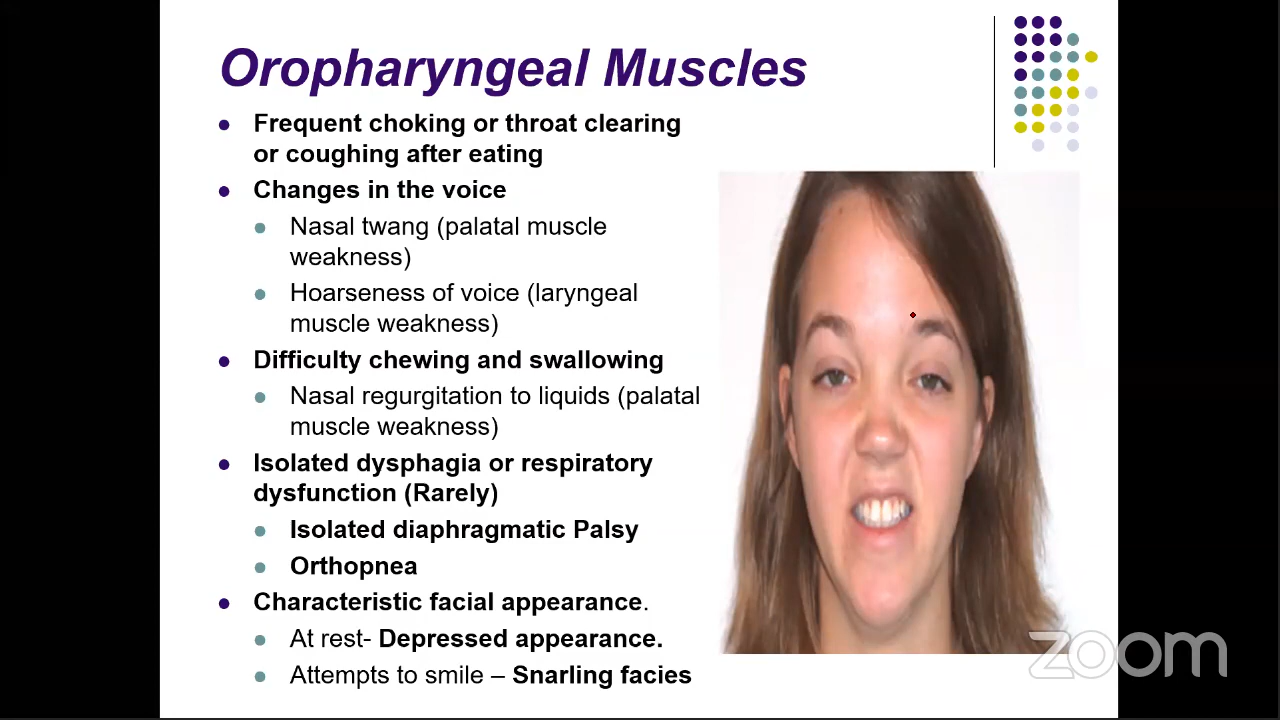 Oropharyngeal Muscles
Frequent choking or throat clearing
or coughing after eating
Changes in the voice
Nasal twang (palatal muscle
weakness)
Hoarseness of voice (laryngeal
muscle weakness)
Difficulty chewing and swallowing
Nasal regurgitation to liquids (palatal
muscle weakness)
Isolated dysphagia or respiratory
dysfunction (Rarely)
Isolated diaphragmatic Palsy
Orthopnea
Characteristic facial appearance.
At rest- Depressed appearance.
Attempts to smile – Snarling facies
zoom